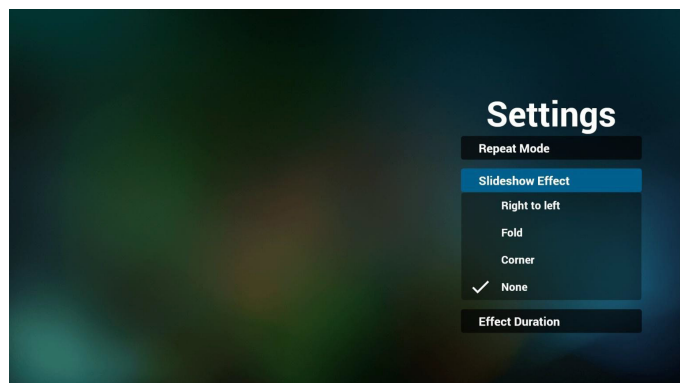 Settings
Repeat Mode
Slideshow Effect
Right to left
Fold
Corner
None
Effect Duration